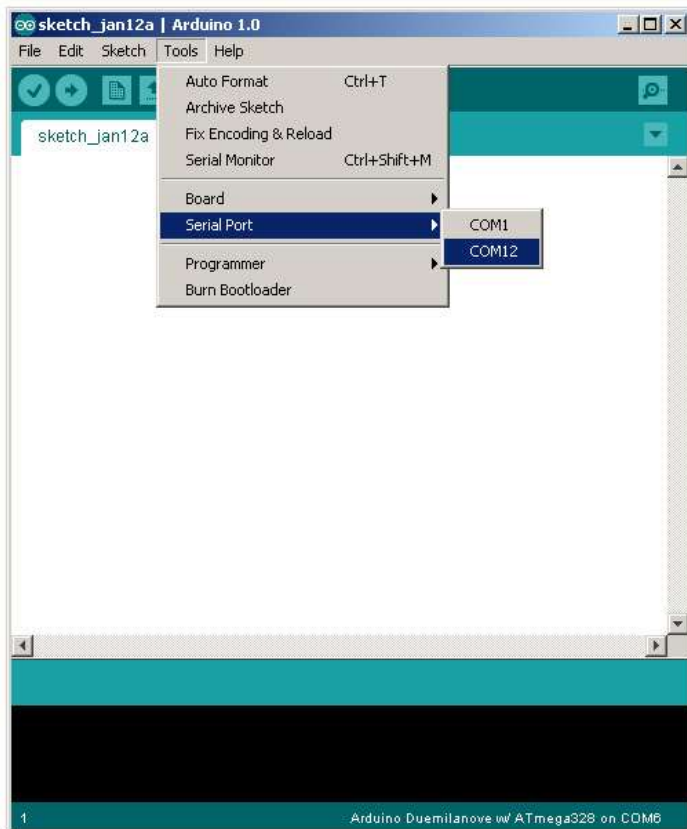 sketch_jan12a | Arduino 1.0
File Edit Sketch Tools Help
sketch_jan12a
Auto Format Ctrl+T
Archive Sketch
Fix Encoding & Reload
Serial Monitor Ctrl+Shift+M
Board
Serial Port
COM1
COM12
Programmer
Burn Bootloader
1
Arduino Duemilanove w/ ATmega328 on COM6